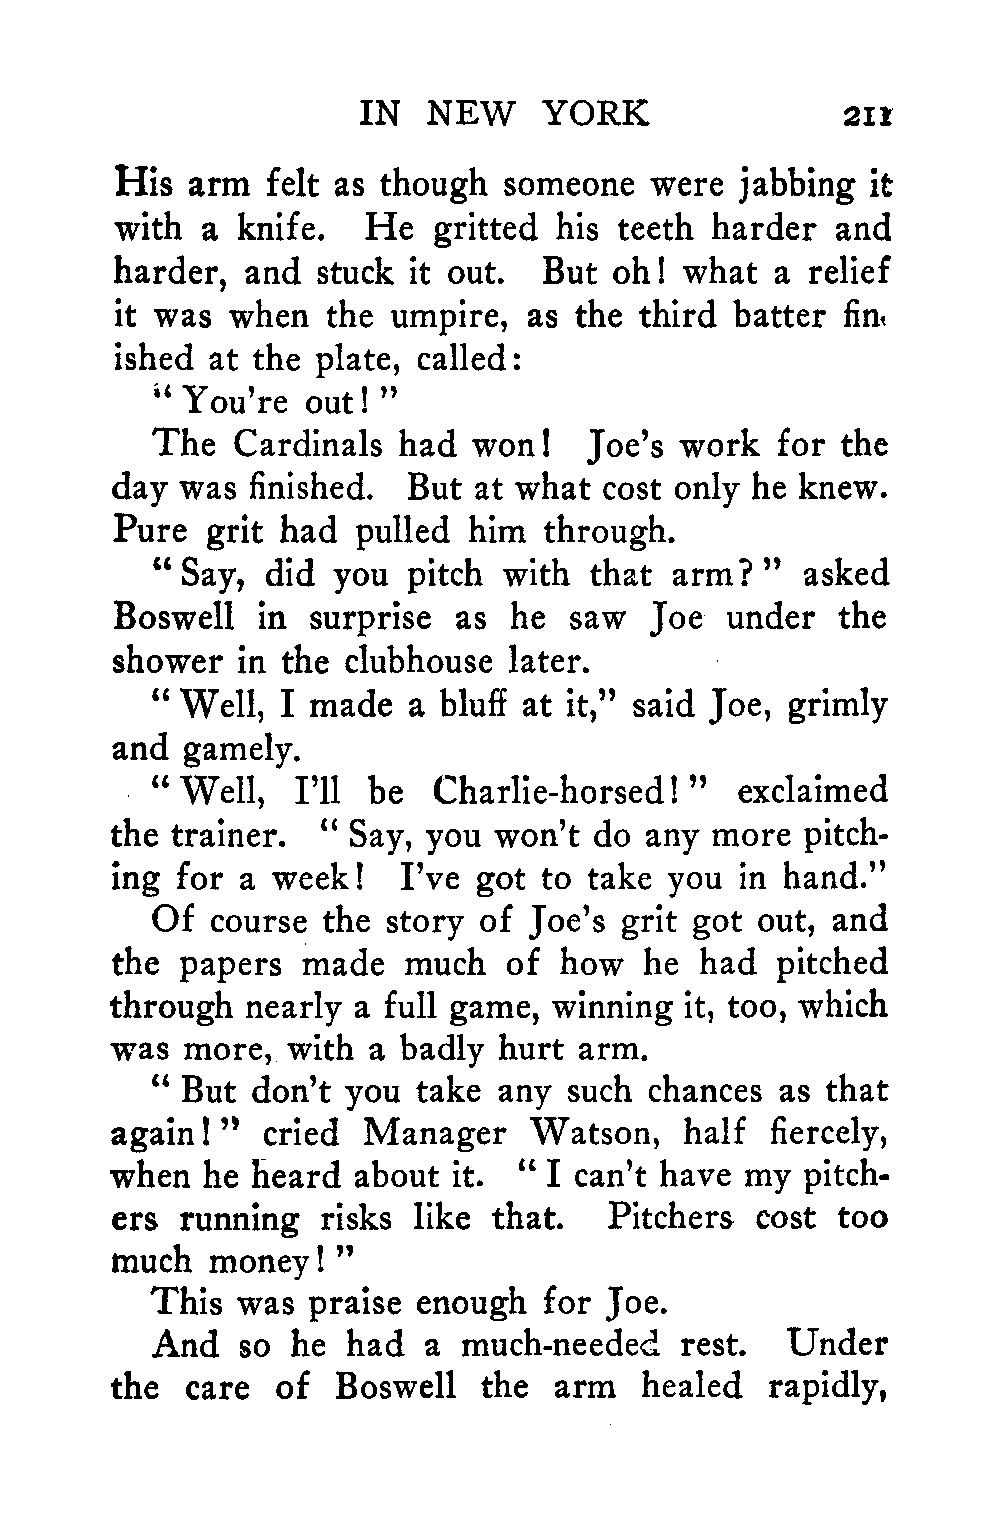 IN NEW YORK 211
His arm felt as though someone were jabbing it
with a knife. He gritted his teeth harder and
harder, and stuck it out. But oh! what a relief
it was when the umpire, as the third batter fin-
ished at the plate, called:
“ You're out! ”
The Cardinals had won! Joe's work for the
day was finished. But at what cost only he knew.
Pure grit had pulled him through.
“ Say, did you pitch with that arm? ” asked
Boswell in surprise as he saw Joe under the
shower in the clubhouse later.
“ Well, I made a bluff at it,” said Joe, grimly
and gamely.
“ Well, I'll be Charlie-horsed! ” exclaimed
the trainer. “ Say, you won't do any more pitch-
ing for a week! I've got to take you in hand.”
Of course the story of Joe's grit got out, and
the papers made much of how he had pitched
through nearly a full game, winning it, too, which
was more, with a badly hurt arm.
“ But don't you take any such chances as that
again! ” cried Manager Watson, half fiercely,
when he heard about it. “ I can't have my pitch-
ers running risks like that. Pitchers cost too
much money! ”
This was praise enough for Joe.
And so he had a much-needed rest. Under
the care of Boswell the arm healed rapidly,